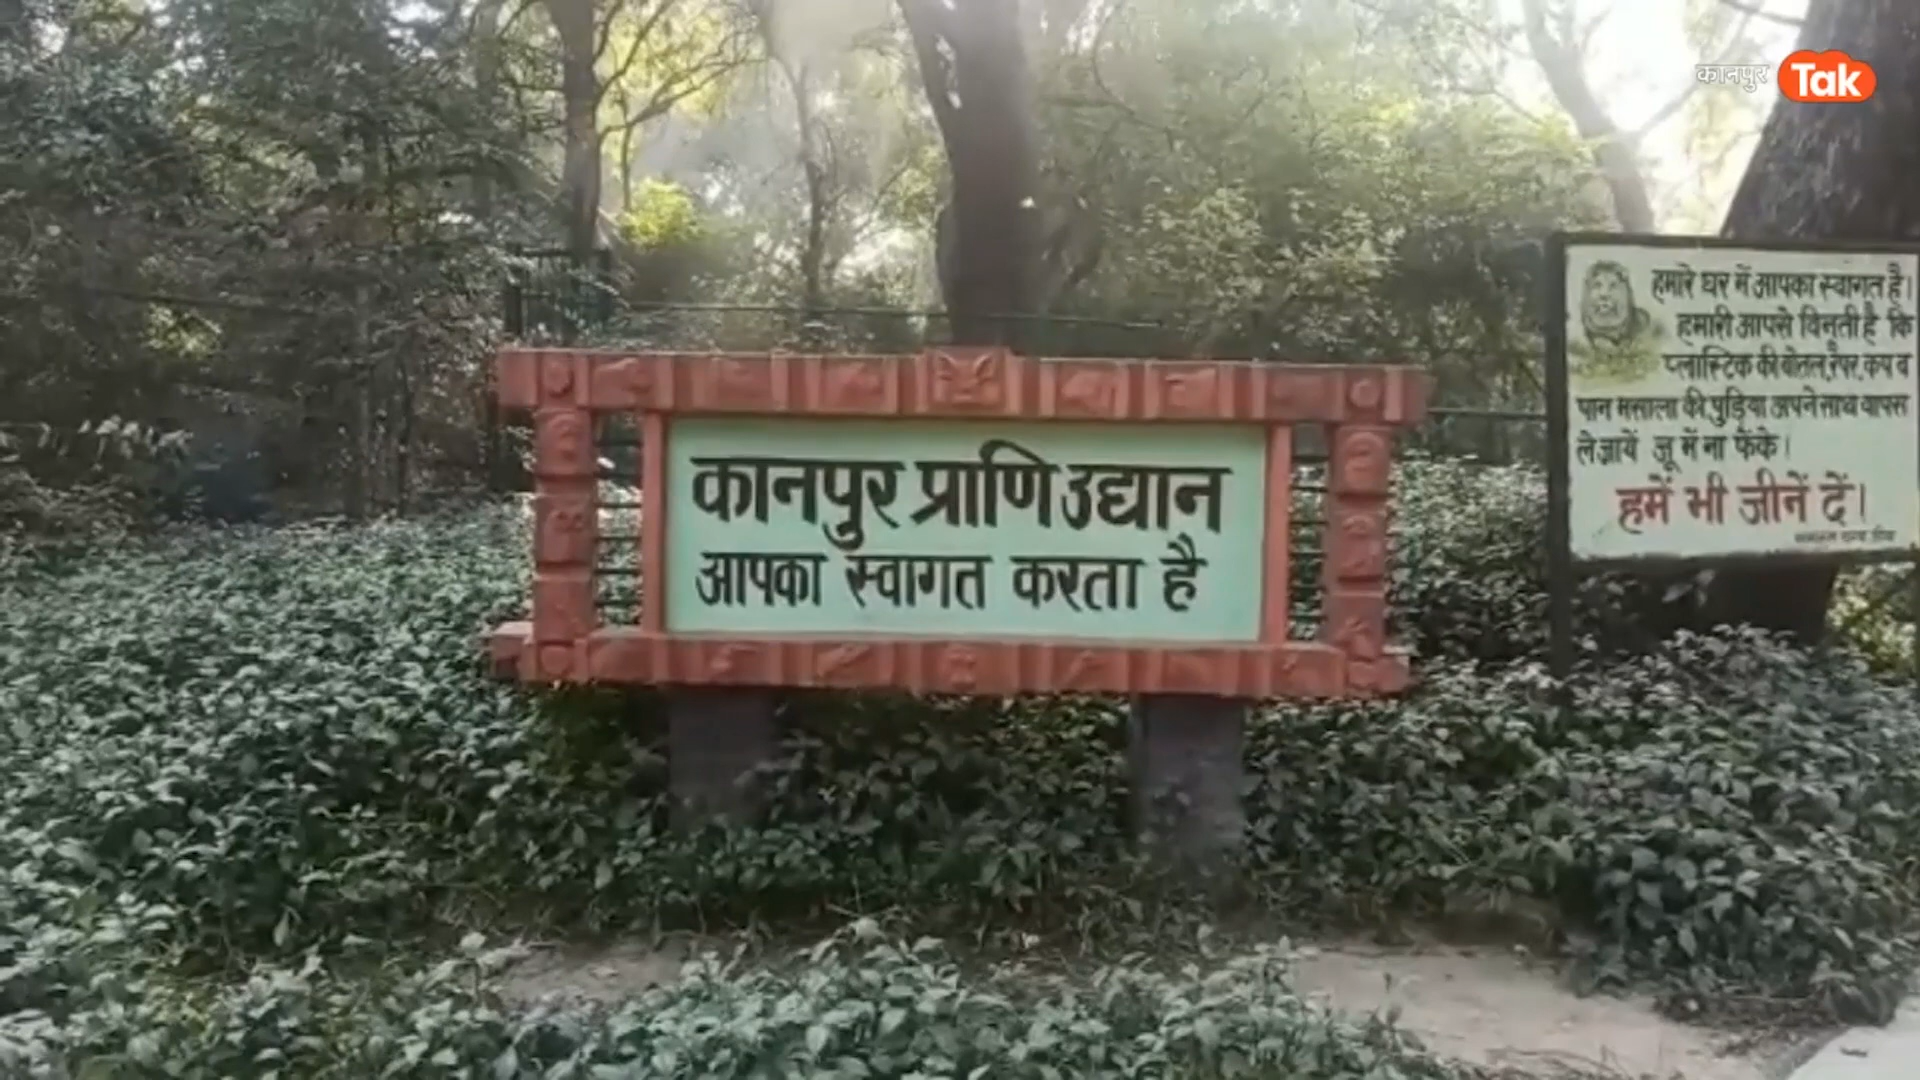 कानपुर Tak
कानपुर प्राणि उद्यान
आपका स्वागत करता है
हमारे घर में आपका स्वागत है।
हमारी आपसे विनती है कि
प्लास्टिक की बोतल, रैपर, कप व
पान मसाला की पुड़िया अपने साथ वापस
ले जायें जू में ना फेंके।
हमें भी जीनें दें।